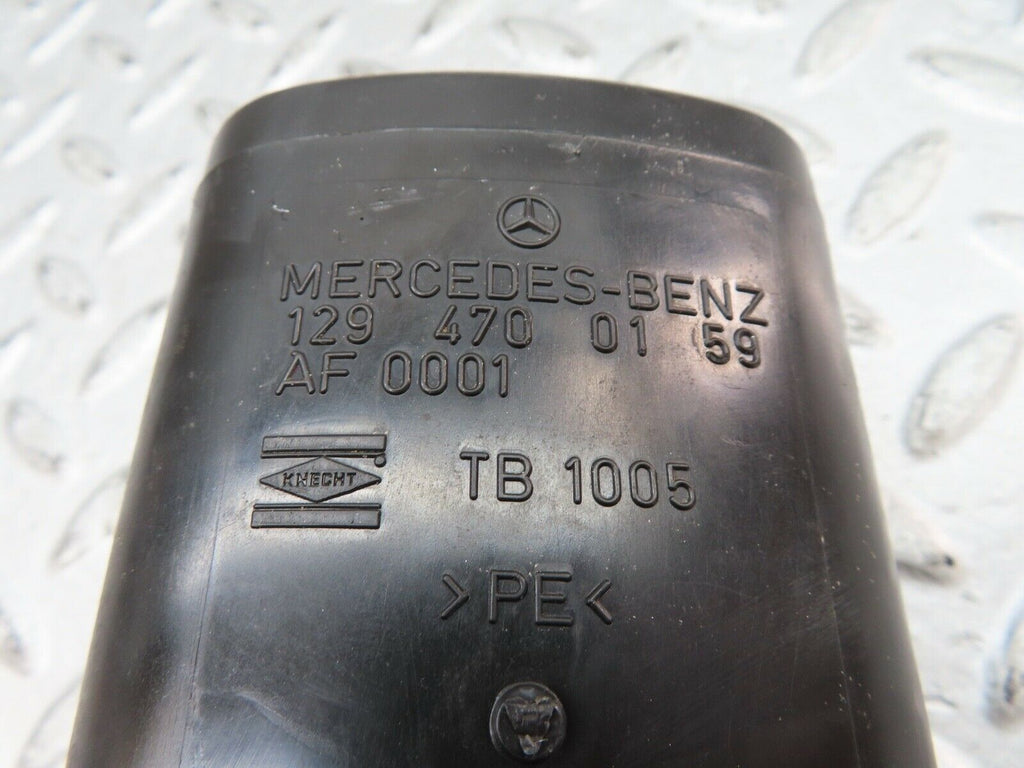 MERCEDES-BENZ
129 470 01 59
AF 0001
KNECHT
TB 1005
>PE<